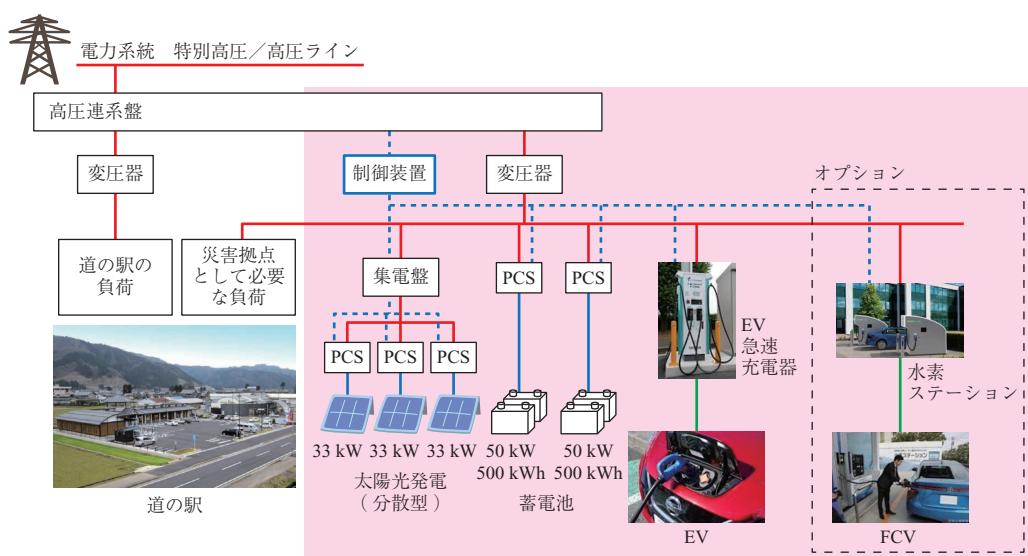 電力系統 特別高圧/高圧ライン
高圧連系盤
変圧器
制御装置
変圧器
オプション
道の駅の
負荷
災害拠点
として必要
な負荷
集電盤
PCS
PCS
PCS
PCS
PCS
EV
急速
充電器
水素
ステーション
33 kW
33 kW
33 kW
50 kW
500 kWh
50 kW
500 kWh
太陽光発電
(分散型)
蓄電池
道の駅
EV
FCV